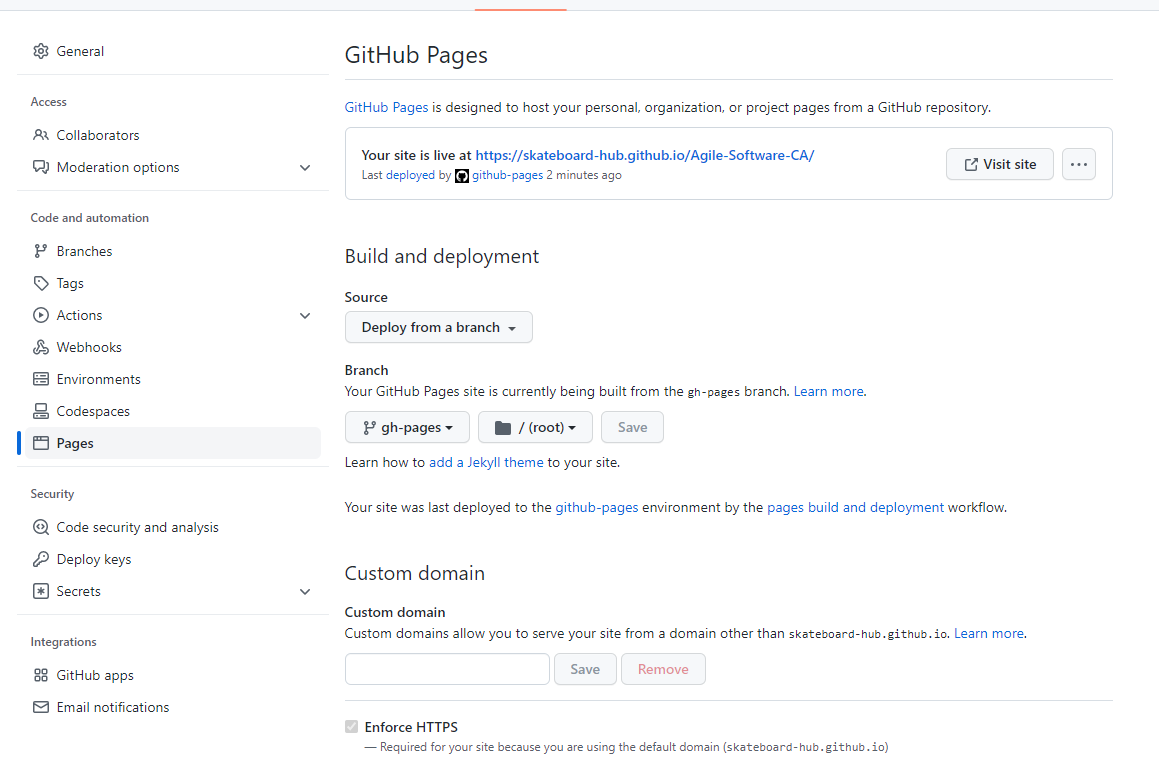 General
Access
Collaborators
Moderation options
Code and automation
Branches
Tags
Actions
Webhooks
Environments
Codespaces
Pages
Security
Code security and analysis
Deploy keys
Secrets
Integrations
GitHub apps
Email notifications
GitHub Pages
GitHub Pages is designed to host your personal, organization, or project pages from a GitHub repository.
Your site is live at https://skateboard-hub.github.io/Agile-Software-CA/
Last deployed by github-pages 2 minutes ago
Visit site
Build and deployment
Source
Deploy from a branch
Branch
Your GitHub Pages site is currently being built from the gh-pages branch. Learn more.
gh-pages / (root) Save
Learn how to add a Jekyll theme to your site.
Your site was last deployed to the github-pages environment by the pages build and deployment workflow.
Custom domain
Custom domain
Custom domains allow you to serve your site from a domain other than skateboard-hub.github.io. Learn more.
Save Remove
Enforce HTTPS
— Required for your site because you are using the default domain (skateboard-hub.github.io)